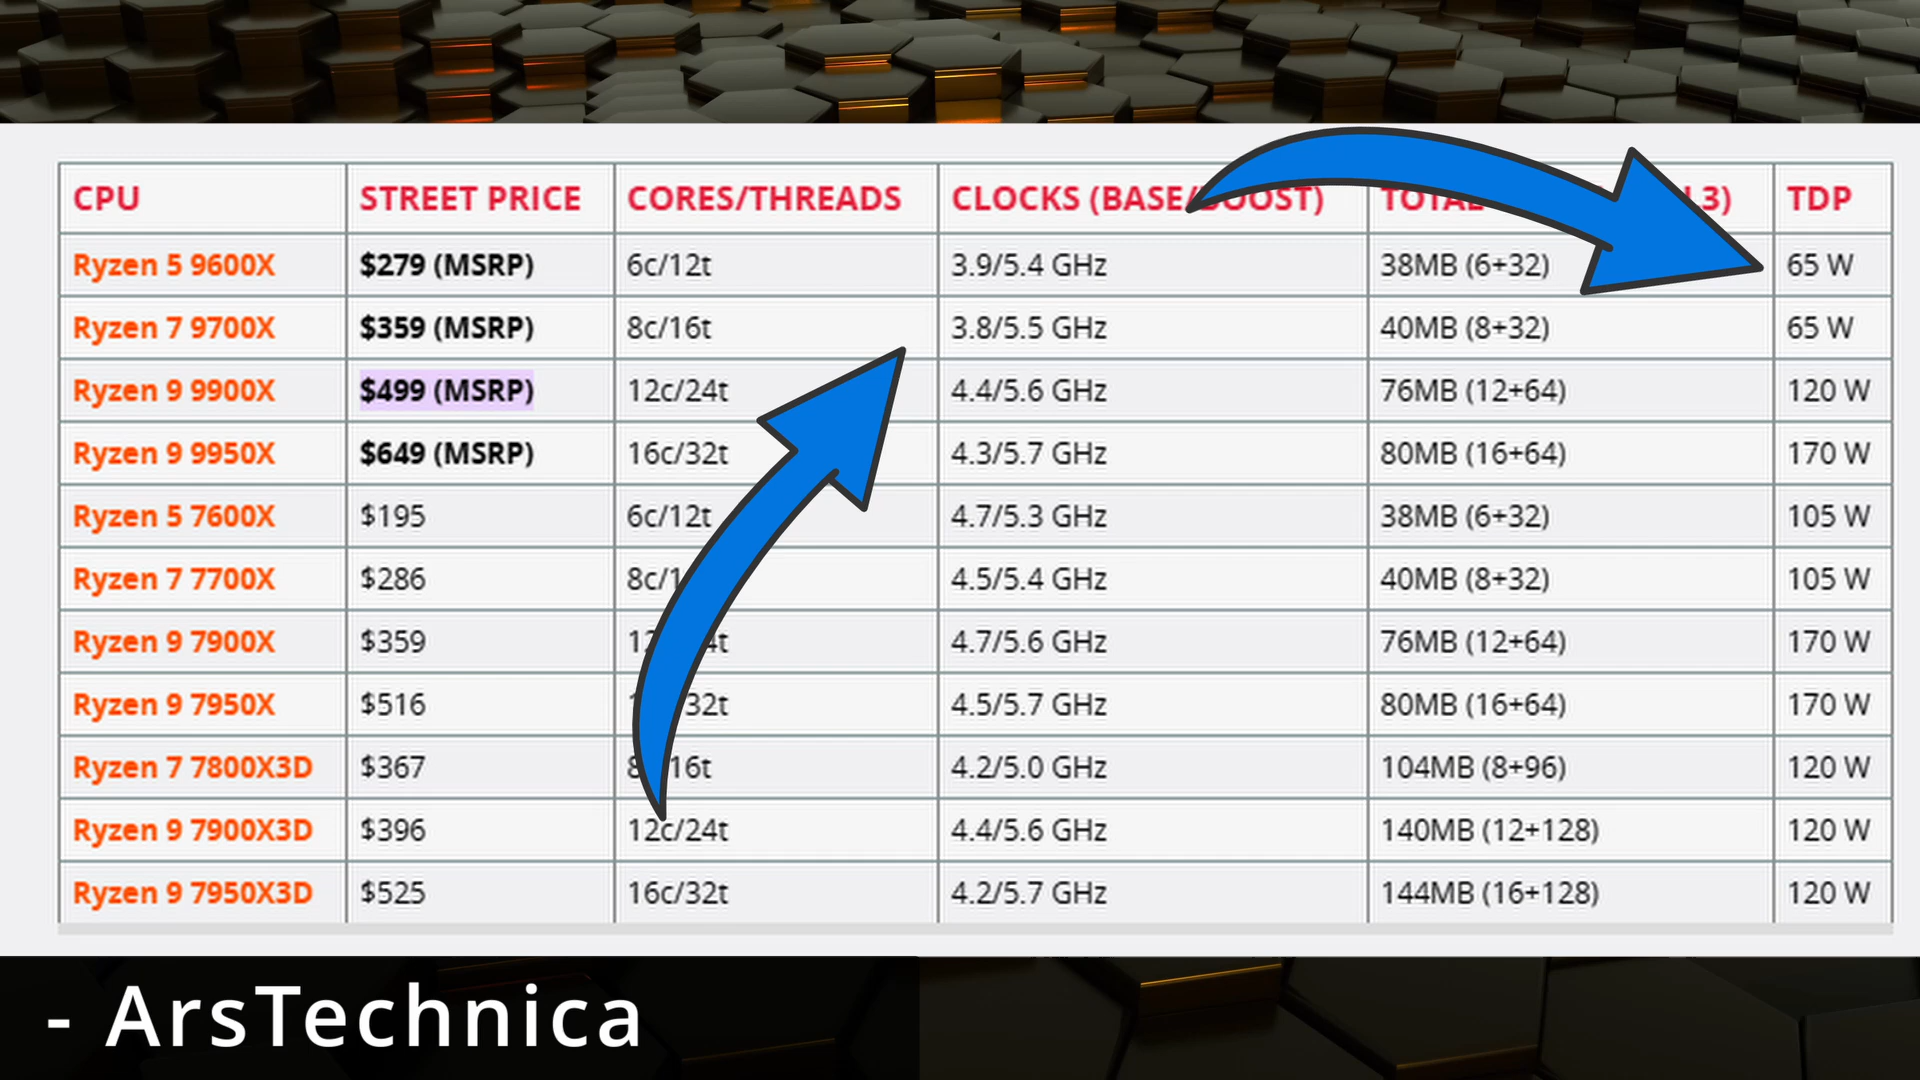 CPU STREET PRICE CORES/THREADS CLOCKS (BASE/BOOST) TOTAL L3) TDP
Ryzen 5 9600X $279 (MSRP) 6c/12t 3.9/5.4 GHz 38MB (6+32) 65 W
Ryzen 7 9700X $359 (MSRP) 8c/16t 3.8/5.5 GHz 40MB (8+32) 65 W
Ryzen 9 9900X $499 (MSRP) 12c/24t 4.4/5.6 GHz 76MB (12+64) 120 W
Ryzen 9 9950X $649 (MSRP) 16c/32t 4.3/5.7 GHz 80MB (16+64) 170 W
Ryzen 5 7600X $195 6c/12t 4.7/5.3 GHz 38MB (6+32) 105 W
Ryzen 7 7700X $286 4.5/5.4 GHz 40MB (8+32) 105 W
Ryzen 9 7900X $359 4.7/5.6 GHz 76MB (12+64) 170 W
Ryzen 9 7950X $516 4.5/5.7 GHz 80MB (16+64) 170 W
Ryzen 7 7800X3D $367 4.2/5.0 GHz 104MB (8+96) 120 W
Ryzen 9 7900X3D $396 12c/24t 4.4/5.6 GHz 140MB (12+128) 120 W
Ryzen 9 7950X3D $525 16c/32t 4.2/5.7 GHz 144MB (16+128) 120 W
- ArsTechnica